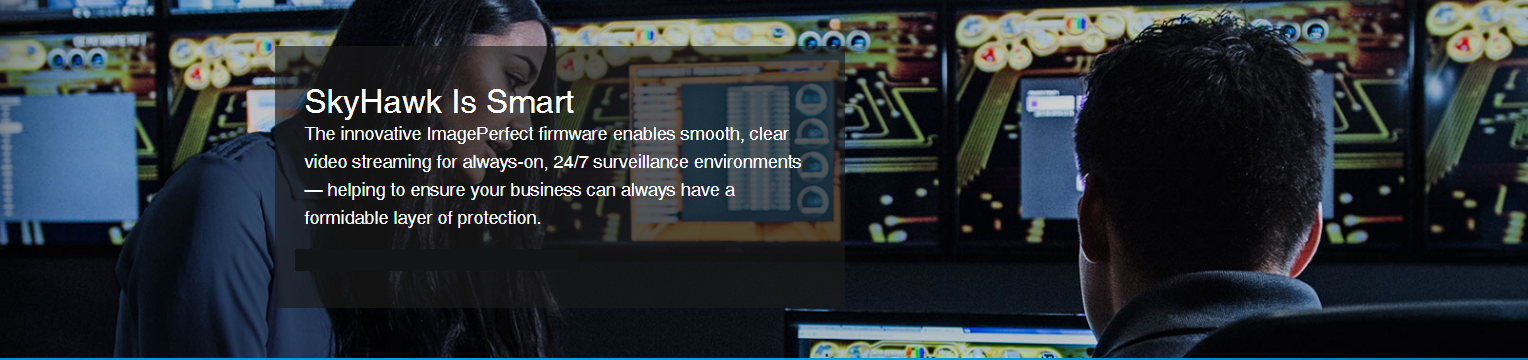 SkyHawk Is Smart
The innovative ImagePerfect firmware enables smooth, clear
video streaming for always-on, 24/7 surveillance environments
— helping to ensure your business can always have a
formidable layer of protection.